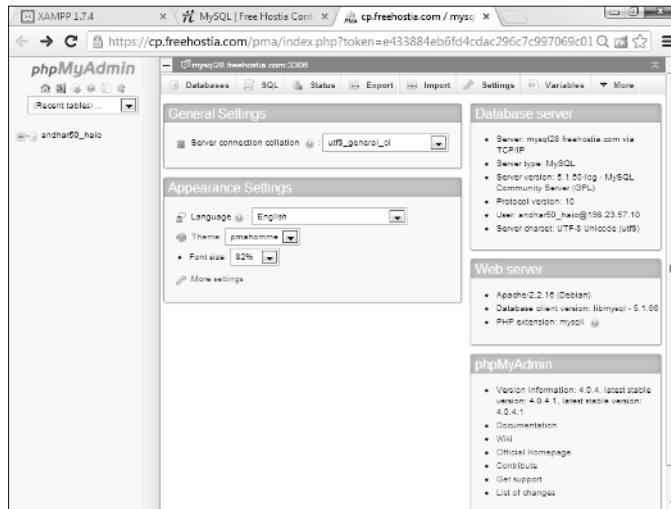 XAMPP 1.7.4
MySQL | Free Hostia Cont
cp.freehostia.com / mysq
https://cp.freehostia.com/pma/index.php?token=e433884eb6fd4cdac296c7c997069c01
phpMyAdmin
(Recent tables) ...
andhar50_haio
mysql28.freehostia.com:3306
Databases SQL Status Export Import Settings Variables More
General Settings
Server connection collation : utf8_general_ci
Appearance Settings
Language : English
Theme: pmahomme
Font size: 82%
More settings
Database server
Server: mysql28.freehostia.com via
TCP/IP
Server type: MySQL
Server version: 5.1.50-log - MySQL
Community Server (GPL)
Protocol version: 10
User: andhar50_haio@198.23.57.10
Server charset: UTF-8 Unicode (utf8)
Web server
Apache/2.2.16 (Debian)
Database client version: libmysql - 5.1.66
PHP extension: mysqli
phpMyAdmin
Version information: 4.0.4, latest stable
version: 4.0.4.1, latest stable version:
4.0.4.1
Documentation
Wiki
Official Homepage
Contribute
Get support
List of changes